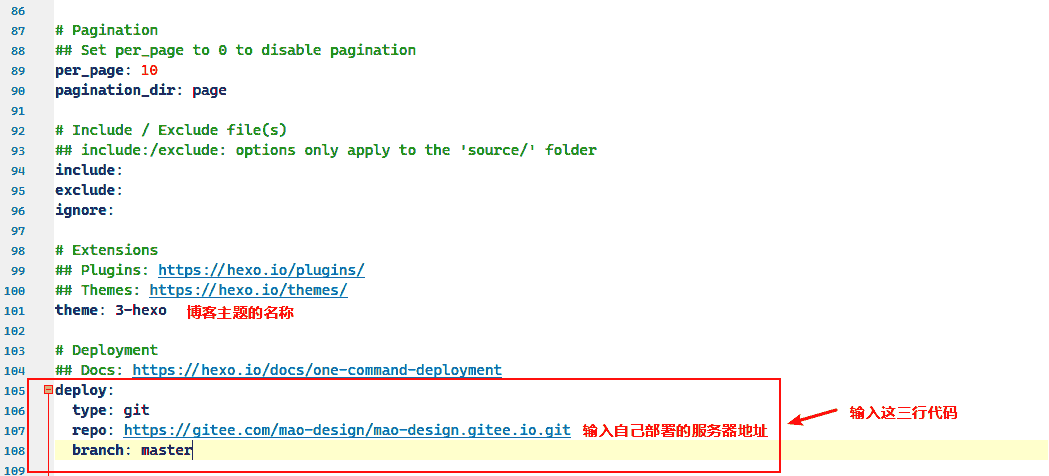 86
87 # Pagination
88 ## Set per_page to 0 to disable pagination
89 per_page: 10
90 pagination_dir: page
91
92 # Include / Exclude file(s)
93 ## include:/exclude: options only apply to the 'source/' folder
94 include:
95 exclude:
96 ignore:
97
98 # Extensions
99 ## Plugins: https://hexo.io/plugins/
100 ## Themes: https://hexo.io/themes/
101 theme: 3-hexo 博客主题的名称
102
103 # Deployment
104 ## Docs: https://hexo.io/docs/one-command-deployment
105 deploy:
106 type: git 输入这三行代码
107 repo: https://gitee.com/mao-design/mao-design.gitee.io.git 输入自己部署的服务器地址
108 branch: master
109